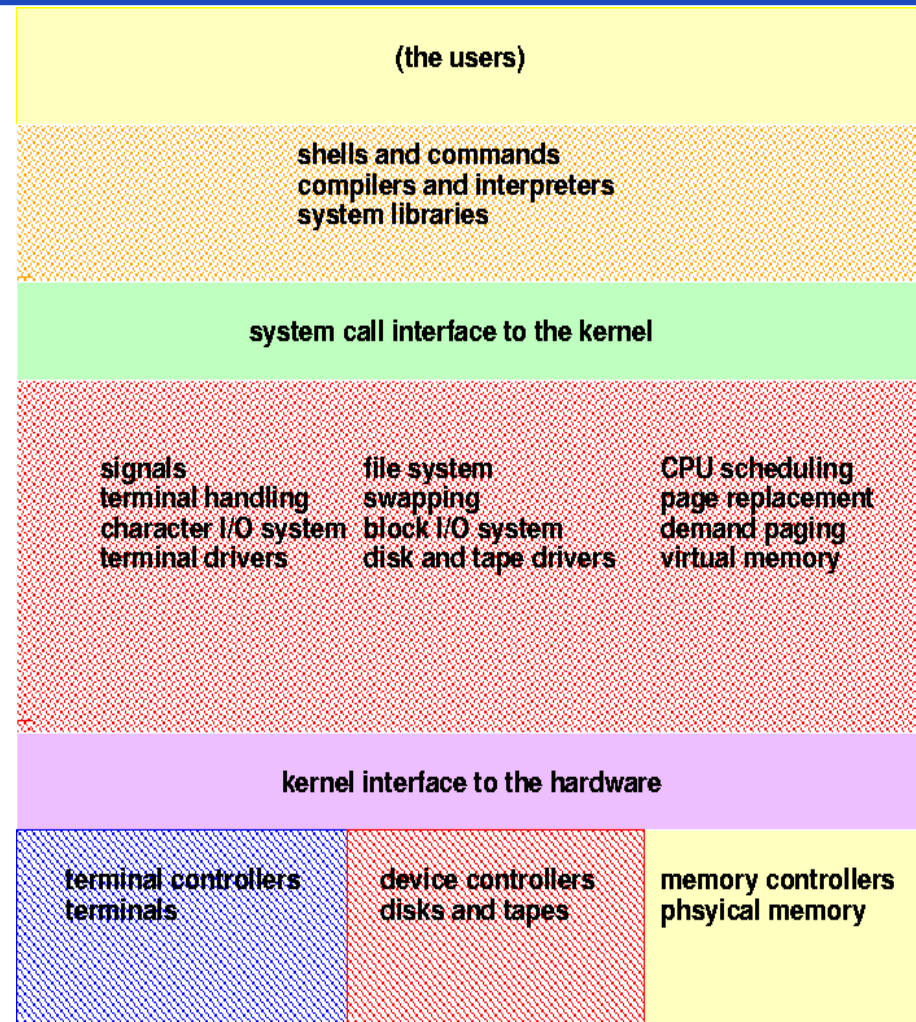 (the users)
shells and commands
compilers and interpreters
system libraries
system call interface to the kernel
signals
terminal handling
character I/O system
terminal drivers
file system
swapping
block I/O system
disk and tape drivers
CPU scheduling
page replacement
demand paging
virtual memory
kernel interface to the hardware
terminal controllers
terminals
device controllers
disks and tapes
memory controllers
phsyical memory